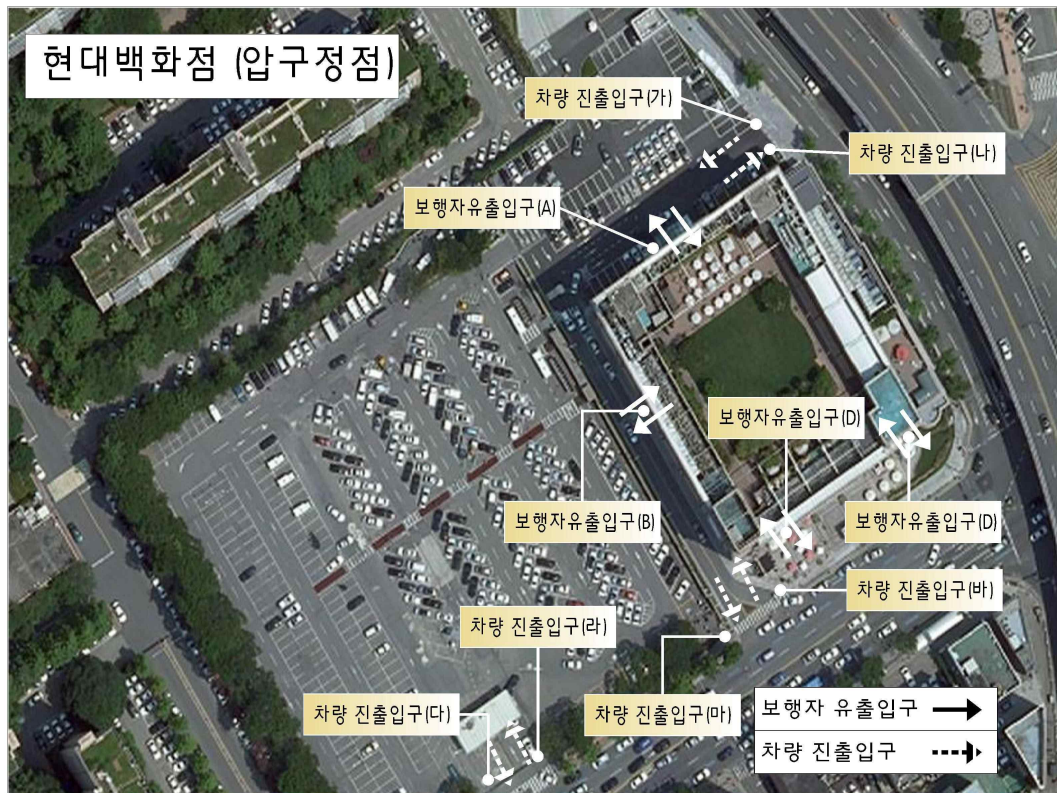 현대백화점 (압구정점)
차량 진출입구(가)
차량 진출입구(나)
보행자유출입구(A)
보행자유출입구(D)
보행자유출입구(B)
보행자유출입구(D)
차량 진출입구(바)
차량 진출입구(라)
차량 진출입구(다)
차량 진출입구(마)
보행자 유출입구
차량 진출입구